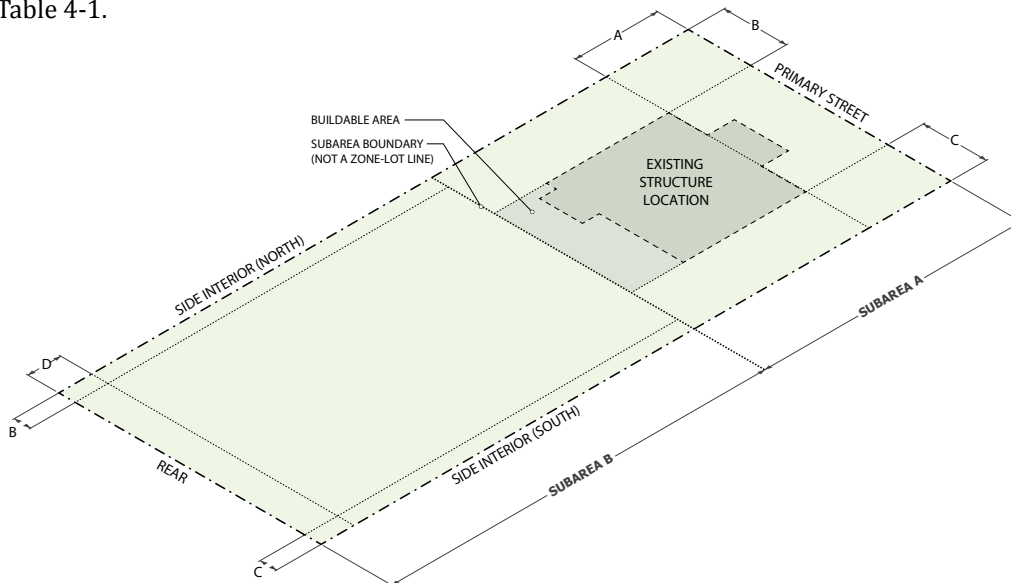 Table 4-1.
A
B
PRIMARY STREET
C
BUILDABLE AREA
SUBAREA BOUNDARY
(NOT A ZONE-LOT LINE)
EXISTING
STRUCTURE
LOCATION
SIDE INTERIOR (NORTH)
SUBAREA A
D
B
REAR
SIDE INTERIOR (SOUTH)
SUBAREA B
C